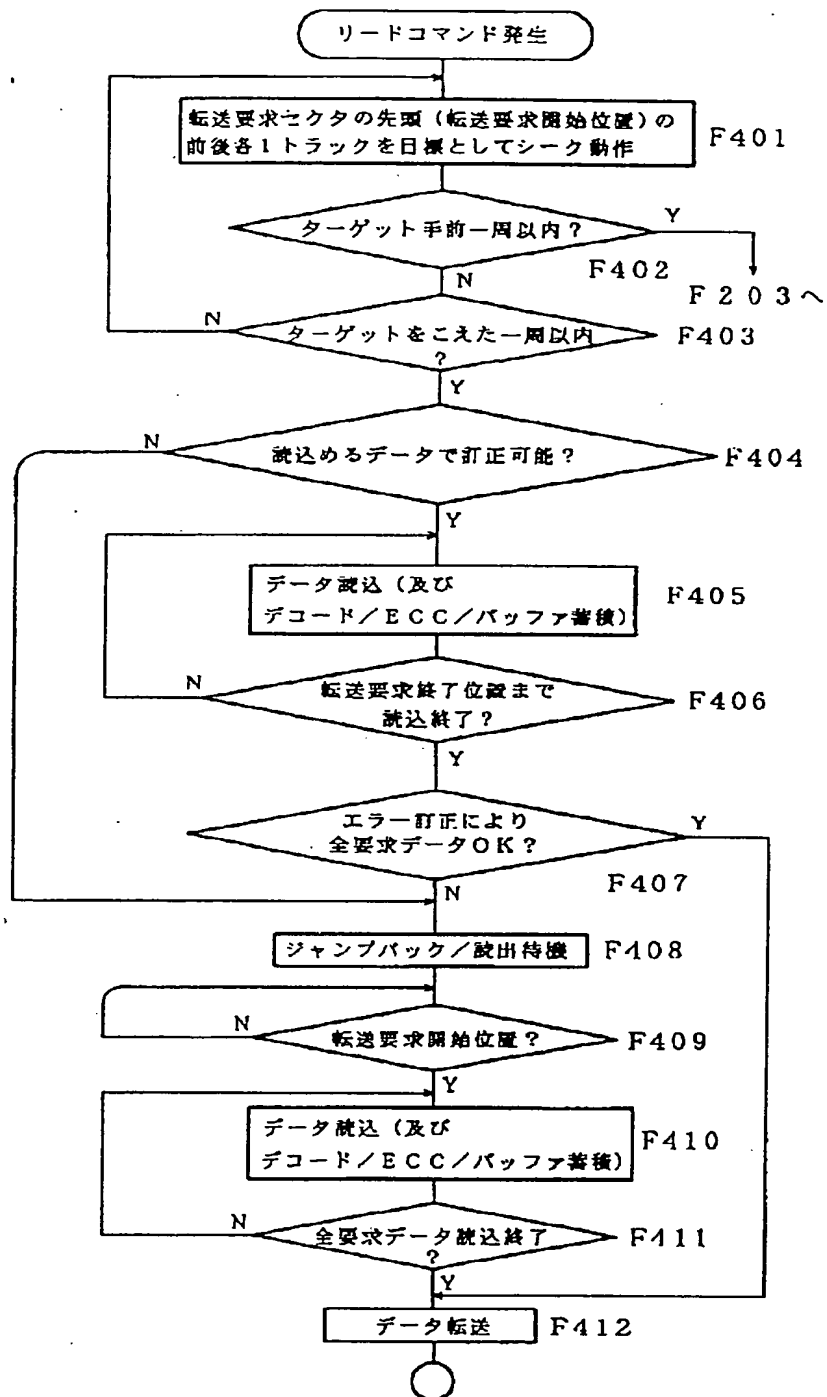 リードコマンド発生
転送要求セクタの先頭（転送要求開始位置）の
前後各1トラックを目標としてシーク動作
F401
ターゲット手前一周以内？
Y
F402
N
F203へ
N
ターゲットをこえた一周以内
？
F403
Y
N
読込めるデータで訂正可能？
F404
Y
データ読込（及び
デコード／ECC／バッファ蓄積）
F405
N
転送要求終了位置まで
読込終了？
F406
Y
エラー訂正により
全要求データOK？
Y
F407
N
ジャンプバック／読出待機
F408
N
転送要求開始位置？
F409
Y
データ読込（及び
デコード／ECC／バッファ蓄積）
F410
N
全要求データ読込終了
？
F411
Y
データ転送
F412